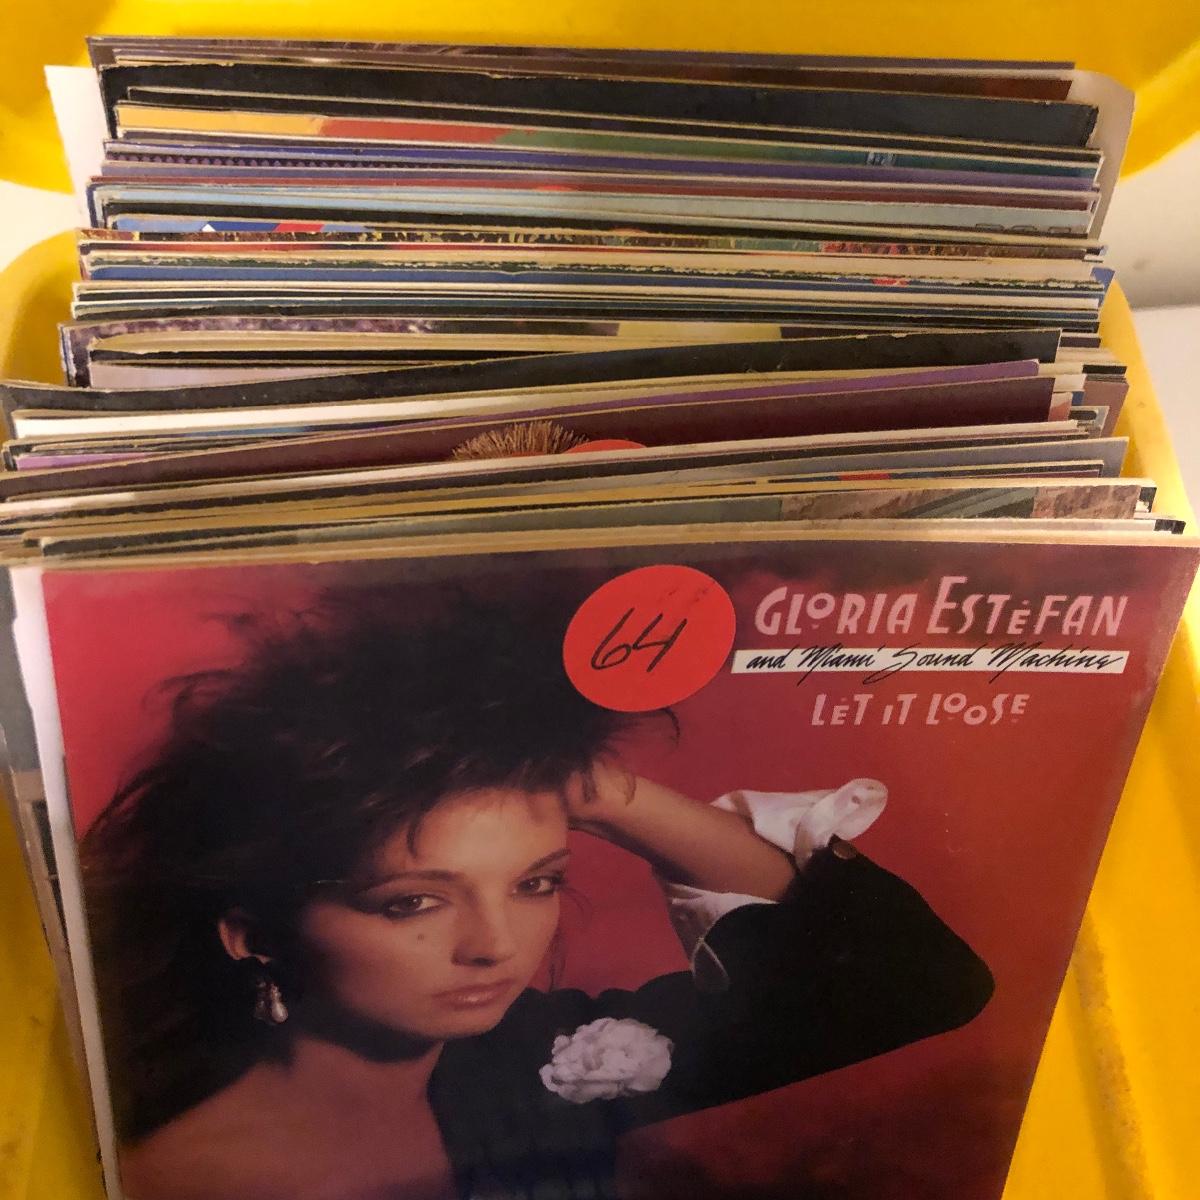 64
GLORIA ESTEFAN
and Miami Sound Machine
LET IT LOOSE